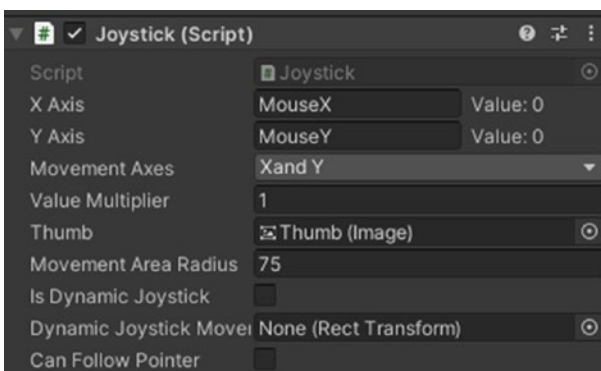 Joystick (Script)
Script Joystick
X Axis MouseX Value: 0
Y Axis MouseY Value: 0
Movement Axes Xand Y
Value Multiplier 1
Thumb Thumb (Image)
Movement Area Radius 75
Is Dynamic Joystick
Dynamic Joystick Mover None (Rect Transform)
Can Follow Pointer